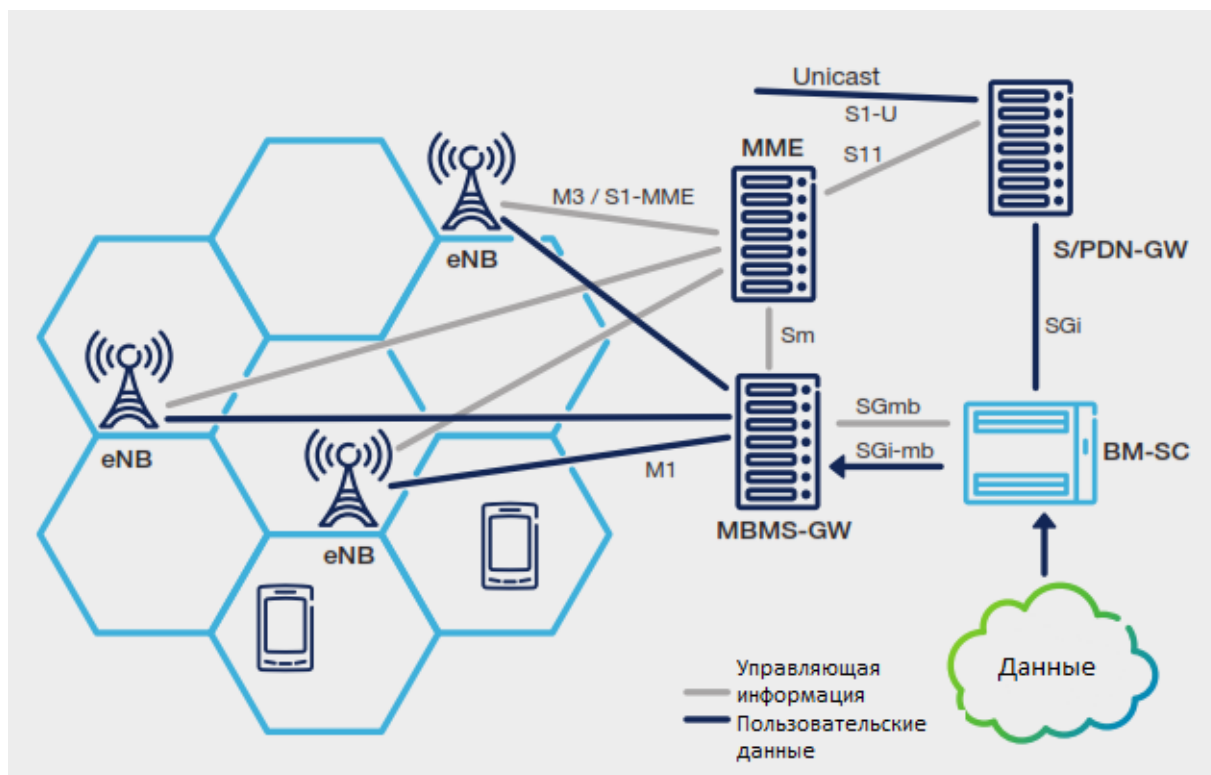 Unicast
S1-U
MME
S11
M3 / S1-MME
S/PDN-GW
eNB
SGi
Sm
SGmb
eNB
M1
SGi-mb
BM-SC
MBMS-GW
eNB
Данные
Управляющая
информация
Пользовательские
данные